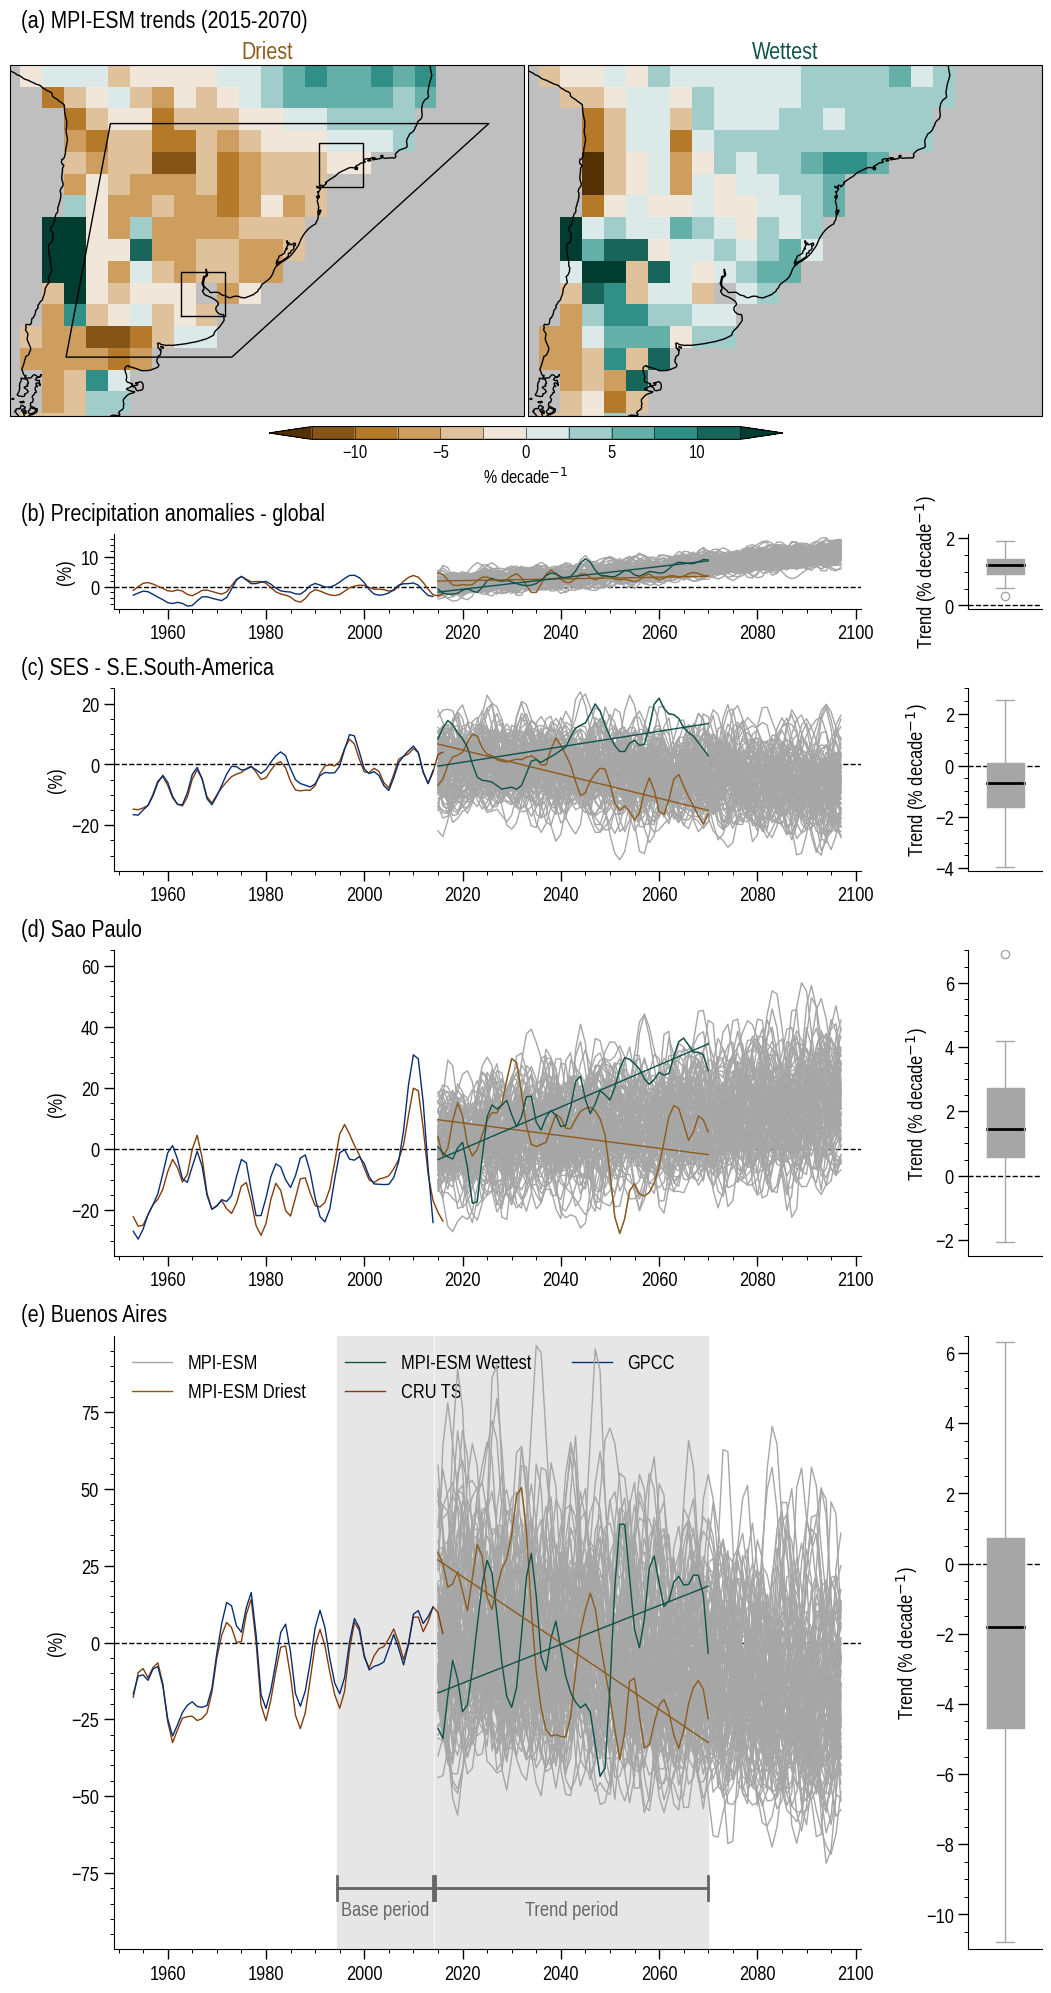 (a) MPI-ESM trends (2015-2070)
Driest
Wettest
−10 −5 0 5 10
% decade⁻¹
(b) Precipitation anomalies - global
10
0
(%)
1960 1980 2000 2020 2040 2060 2080 2100
2
0
Trend (% decade⁻¹)
(c) SES - S.E.South-America
20
0
−20
(%)
1960 1980 2000 2020 2040 2060 2080 2100
2
0
−2
−4
Trend (% decade⁻¹)
(d) Sao Paulo
60
40
20
0
−20
(%)
1960 1980 2000 2020 2040 2060 2080 2100
6
4
2
0
−2
Trend (% decade⁻¹)
(e) Buenos Aires
MPI-ESM
MPI-ESM Driest
MPI-ESM Wettest
CRU TS
GPCC
75
50
25
0
−25
−50
−75
(%)
Base period
Trend period
1960 1980 2000 2020 2040 2060 2080 2100
6
4
2
0
−2
−4
−6
−8
−10
Trend (% decade⁻¹)